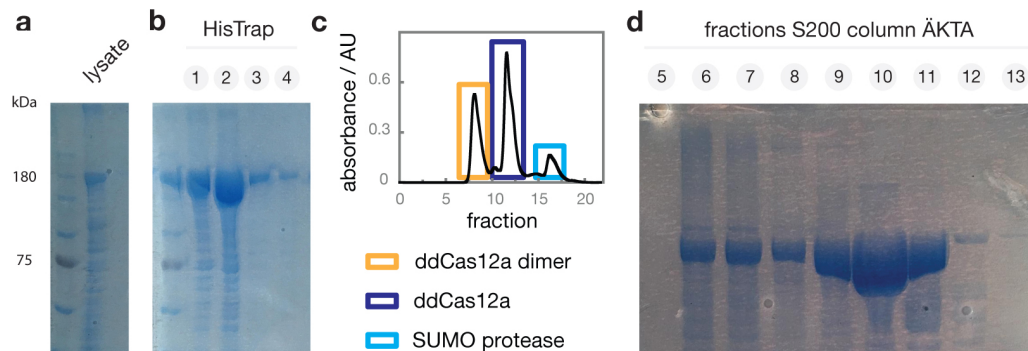 a
lysate
kDa
180
75
b
HisTrap
1 2 3 4
c
absorbance / AU
0.6
0.3
0
0 5 10 15 20
fraction
ddCas12a dimer
ddCas12a
SUMO protease
d
fractions S200 column ÄKTA
5 6 7 8 9 10 11 12 13